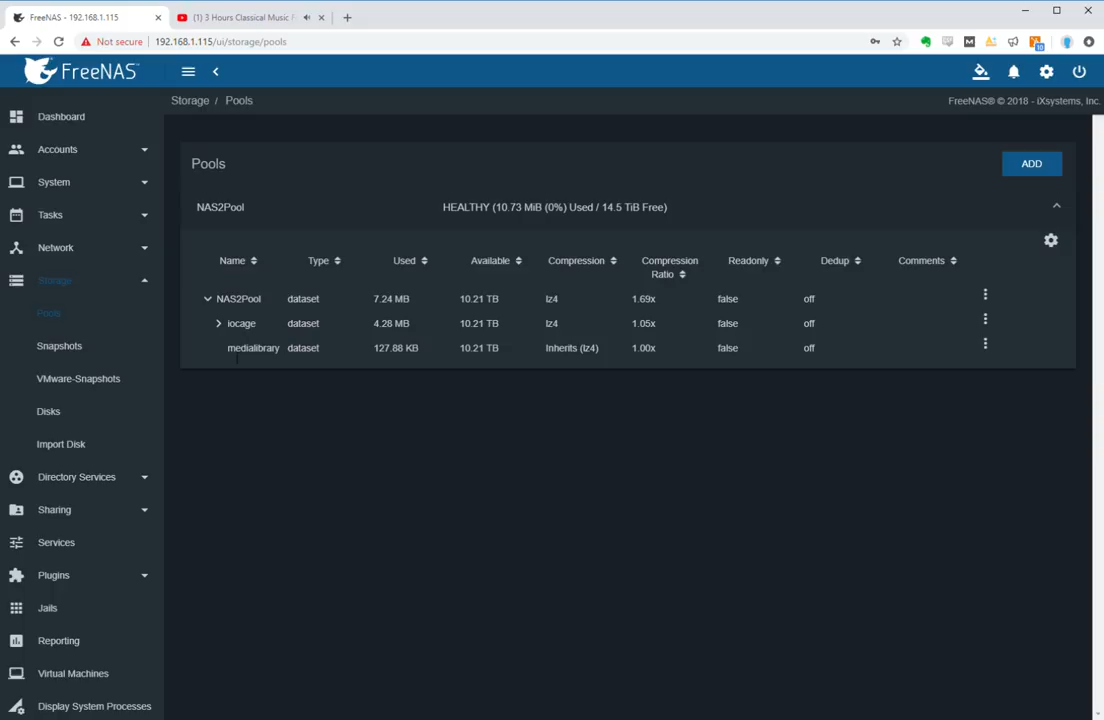 FreeNAS - 192.168.1.115
(1) 3 Hours Classical Music
Not secure
192.168.1.115/ui/storage/pools
10
FreeNAS
Storage / Pools
FreeNAS® © 2018 - iXsystems, Inc.
Dashboard
Accounts
System
Tasks
Network
Storage
Pools
Snapshots
VMware-Snapshots
Disks
Import Disk
Directory Services
Sharing
Services
Plugins
Jails
Reporting
Virtual Machines
Display System Processes
Pools
ADD
NAS2Pool HEALTHY (10.73 MiB (0%) Used / 14.5 TiB Free)
Name Type Used Available Compression Compression Ratio Readonly Dedup Comments
NAS2Pool dataset 7.24 MB 10.21 TB lz4 1.69x false off
iocage dataset 4.28 MB 10.21 TB lz4 1.05x false off
medialibrary dataset 127.88 KB 10.21 TB Inherits (lz4) 1.00x false off